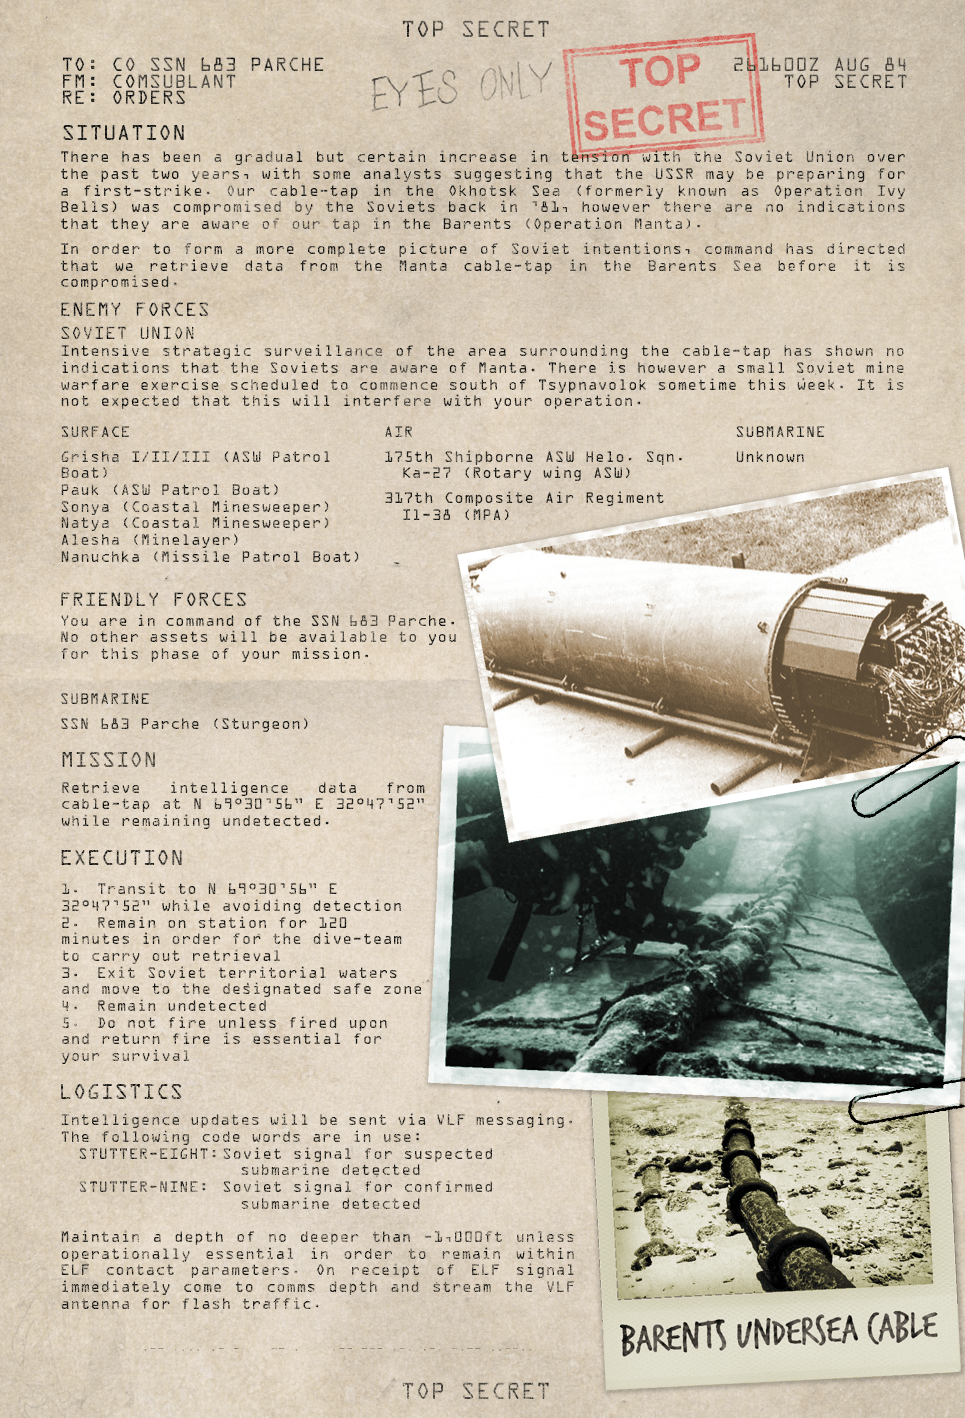 TOP SECRET
TO: CO SSN 683 PARCHE
FM: COMSUBLANT
RE: ORDERS
EYES ONLY
TOP
SECRET
261600Z AUG 84
TOP SECRET
SITUATION
There has been a gradual but certain increase in tension with the Soviet Union over
the past two years, with some analysts suggesting that the USSR may be preparing for
a first-strike. Our cable-tap in the Okhotsk Sea (formerly known as Operation Ivy
Bells) was compromised by the Soviets back in '81, however there are no indications
that they are aware of our tap in the Barents (Operation Manta).
In order to form a more complete picture of Soviet intentions, command has directed
that we retrieve data from the Manta cable-tap in the Barents Sea before it is
compromised.
ENEMY FORCES
SOVIET UNION
Intensive strategic surveillance of the area surrounding the cable-tap has shown no
indications that the Soviets are aware of Manta. There is however a small Soviet mine
warfare exercise scheduled to commence south of Tsypnavolok sometime this week. It is
not expected that this will interfere with your operation.
SURFACE
Grisha I/II/III (ASW Patrol
Boat)
Pauk (ASW Patrol Boat)
Sonya (Coastal Minesweeper)
Natya (Coastal Minesweeper)
Alesha (Minelayer)
Nanuchka (Missile Patrol Boat)
AIR
175th Shipborne ASW Helo. Sqn.
Ka-27 (Rotary wing ASW)
317th Composite Air Regiment
Il-38 (MPA)
SUBMARINE
Unknown
FRIENDLY FORCES
You are in command of the SSN 683 Parche.
No other assets will be available to you
for this phase of your mission.
SUBMARINE
SSN 683 Parche (Sturgeon)
MISSION
Retrieve intelligence data from
cable-tap at N 69°30'56" E 32°47'52"
while remaining undetected.
EXECUTION
1. Transit to N 69°30'56" E
32°47'52" while avoiding detection
2. Remain on station for 120
minutes in order for the dive-team
to carry out retrieval
3. Exit Soviet territorial waters
and move to the designated safe zone
4. Remain undetected
5. Do not fire unless fired upon
and return fire is essential for
your survival
LOGISTICS
Intelligence updates will be sent via VLF messaging.
The following code words are in use:
STUTTER-EIGHT: Soviet signal for suspected
submarine detected
STUTTER-NINE: Soviet signal for confirmed
submarine detected
Maintain a depth of no deeper than -1,000ft unless
operationally essential in order to remain within
ELF contact parameters. On receipt of ELF signal
immediately come to comms depth and stream the VLF
antenna for flash traffic.
BARENTS UNDERSEA CABLE
TOP SECRET